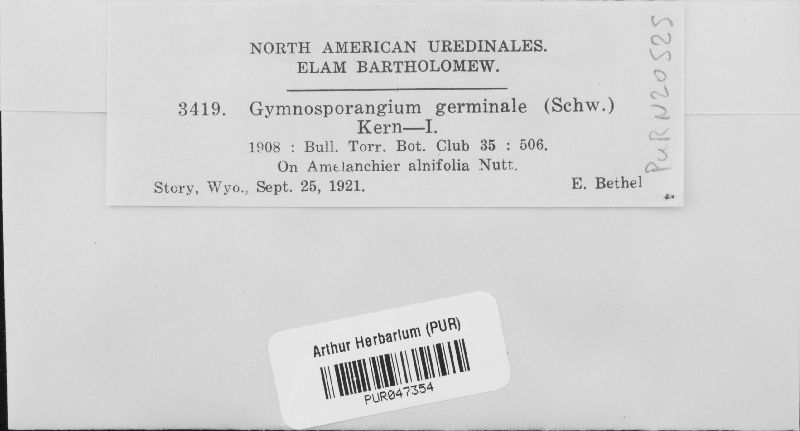 NORTH AMERICAN UREDINALES.
ELAM BARTHOLOMEW.
3419. Gymnosporangium germinale (Schw.)
Kern—I.
1908 : Bull. Torr. Bot. Club 35 : 506.
On Amelanchier alnifolia Nutt.
Story, Wyo., Sept. 25, 1921. E. Bethel
PUR N20525
Arthur Herbarium (PUR)
PUR047354